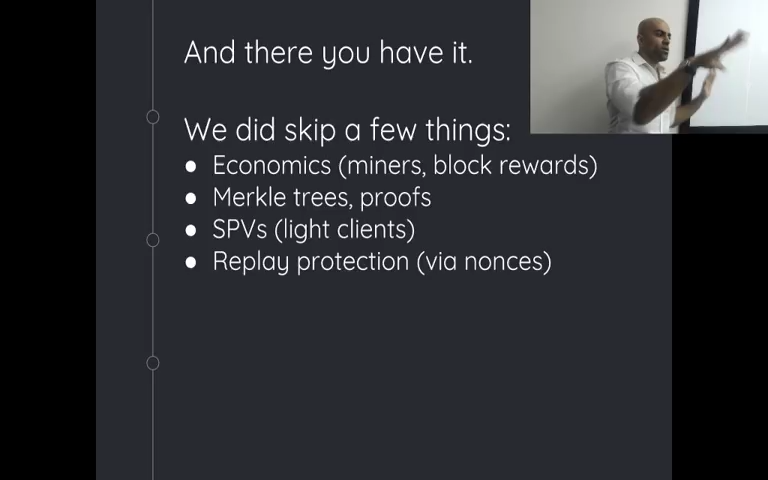 And there you have it.
We did skip a few things:
● Economics (miners, block rewards)
● Merkle trees, proofs
● SPVs (light clients)
● Replay protection (via nonces)